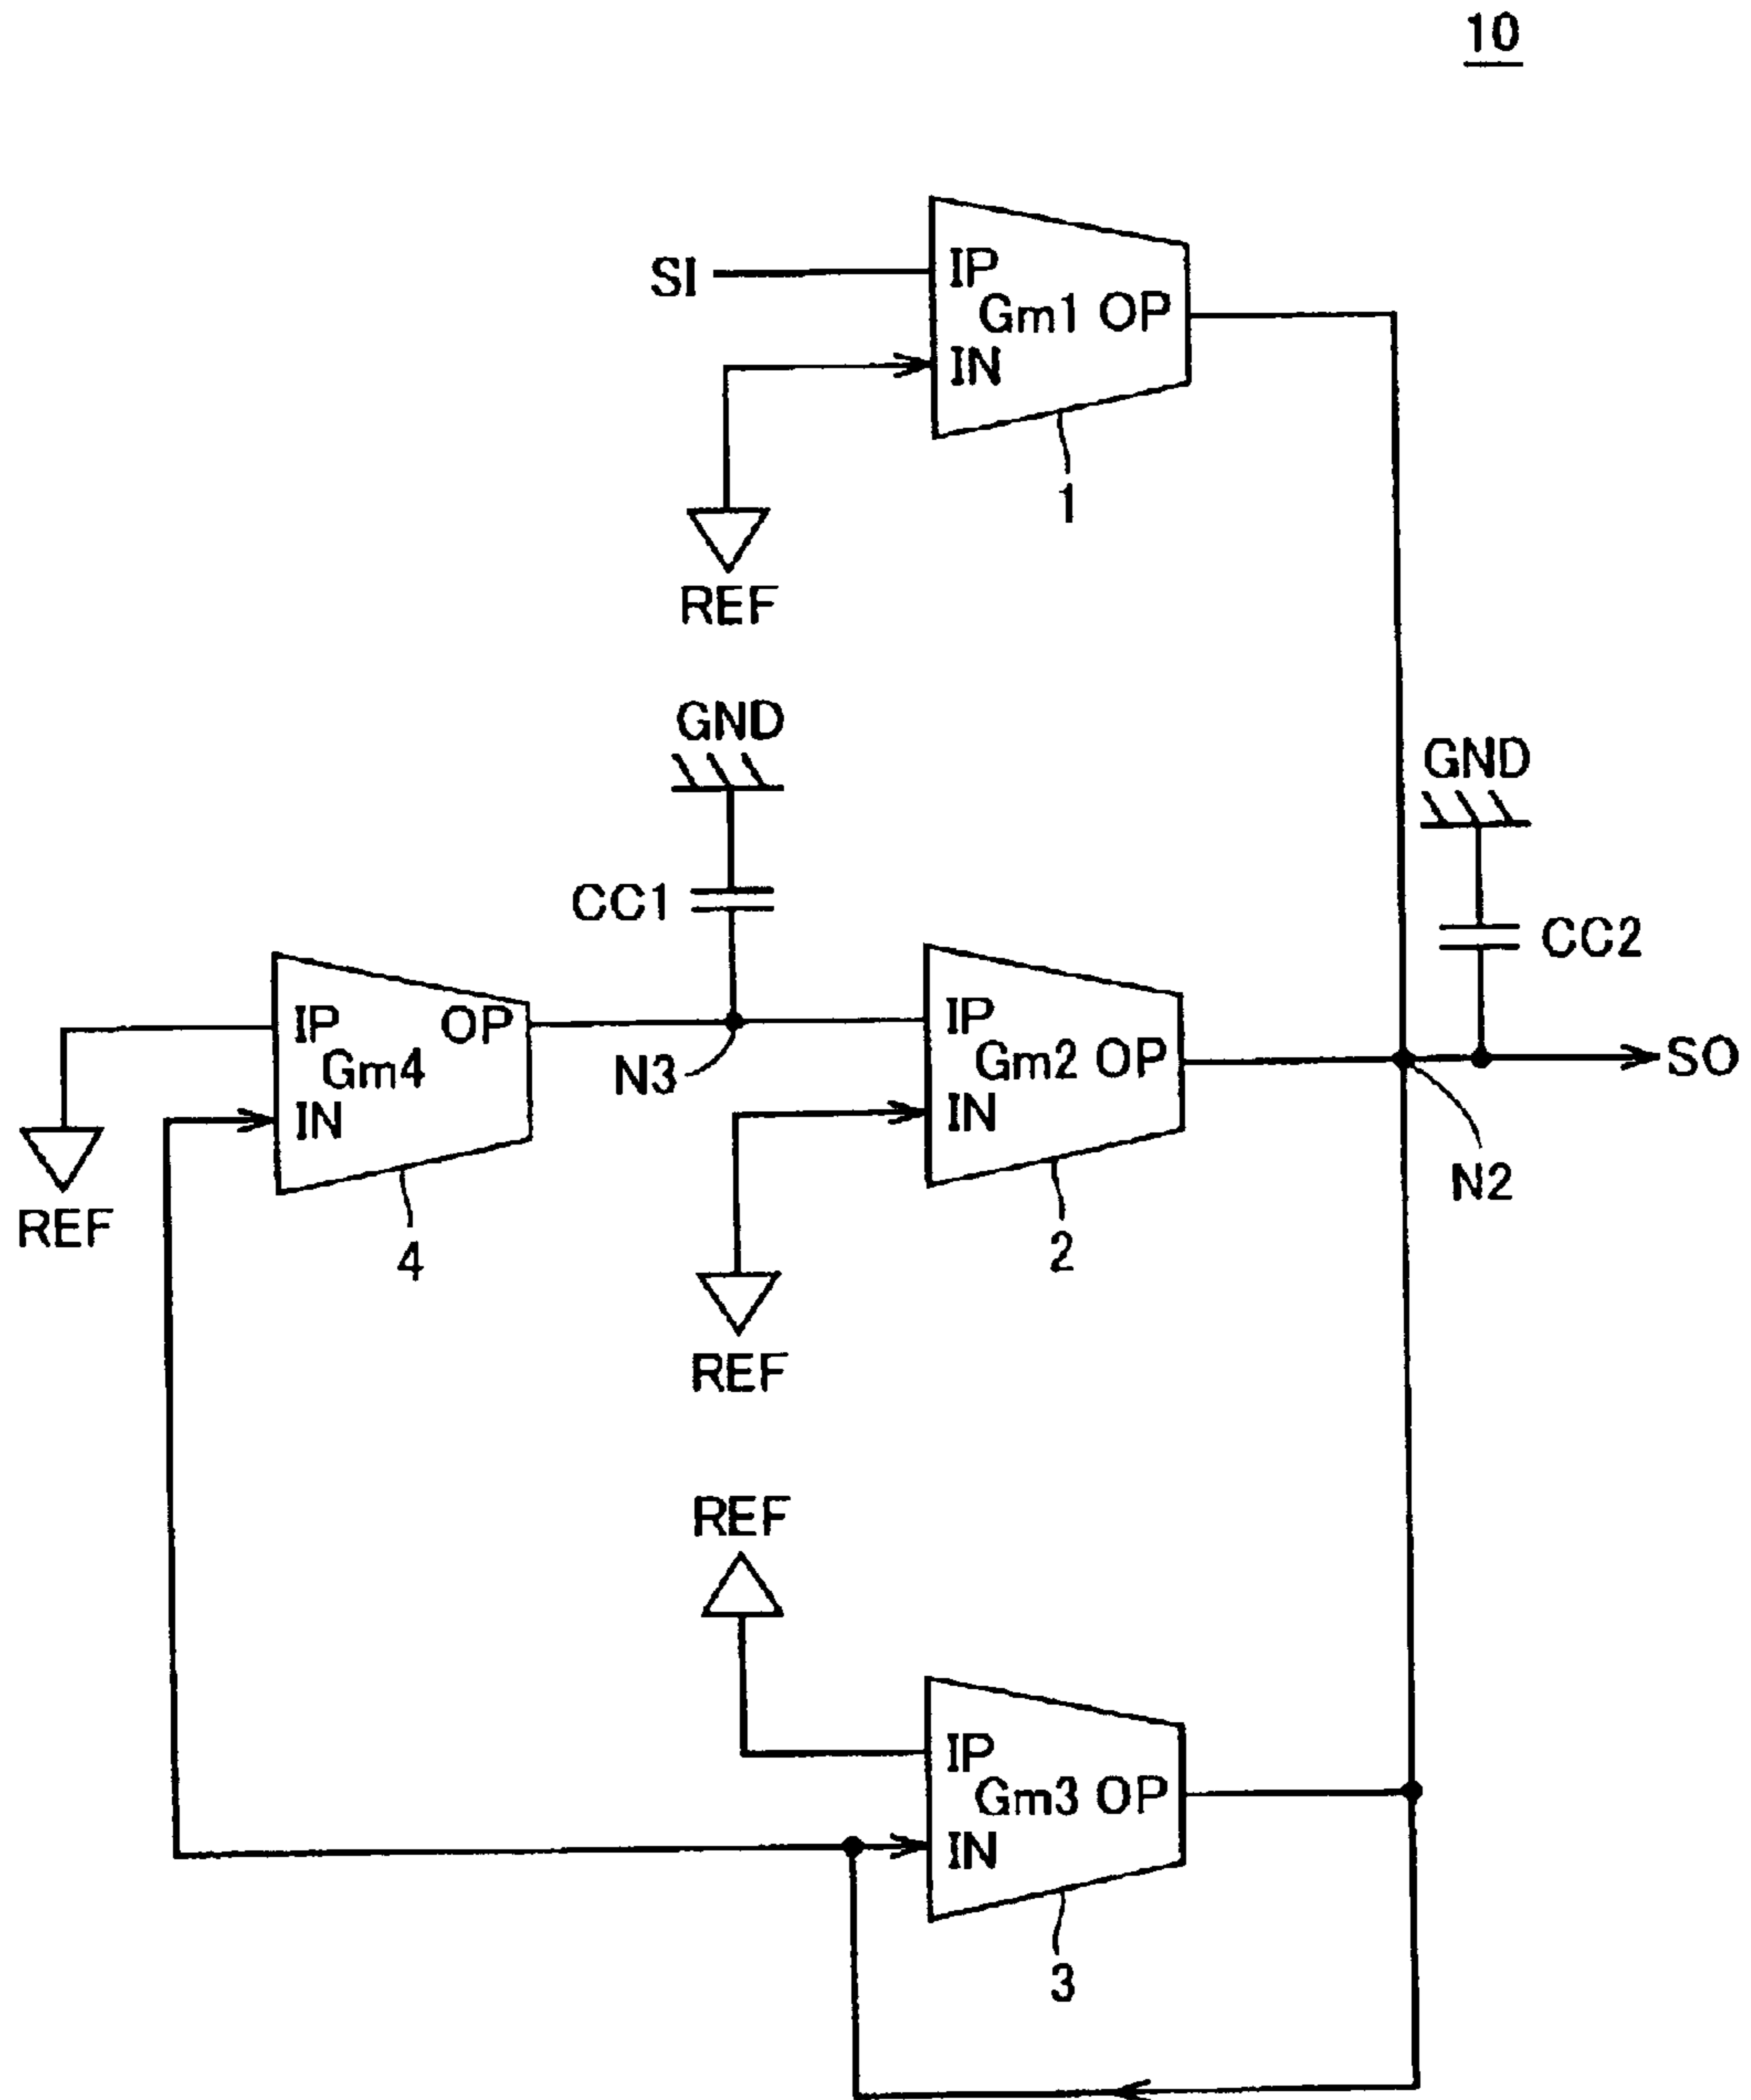 10
SI
IP
Gm1 OP
IN
1
REF
GND
GND
CC1
CC2
IP OP
Gm4
IN
N3
IP
Gm2 OP
IN
SO
N2
REF
4
2
REF
REF
IP
Gm3 OP
IN
3